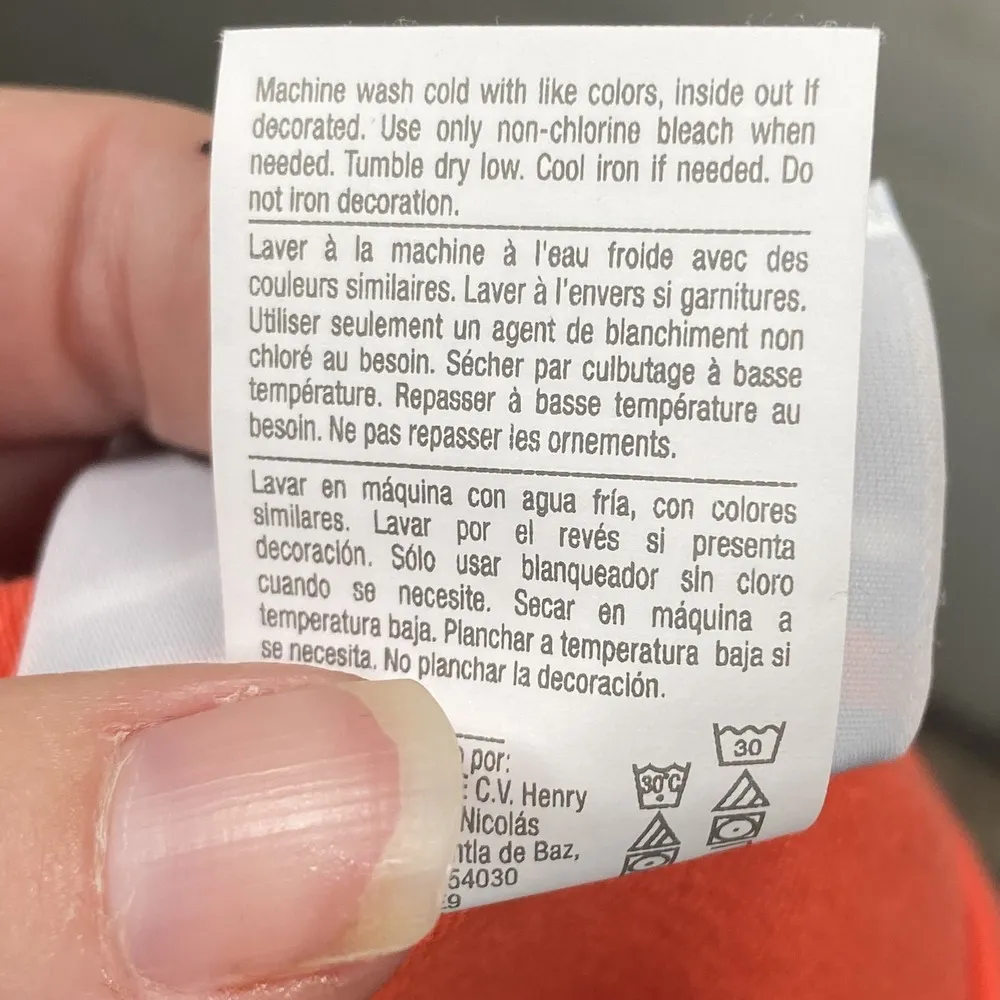 Machine wash cold with like colors, inside out if
decorated. Use only non-chlorine bleach when
needed. Tumble dry low. Cool iron if needed. Do
not iron decoration.
Laver à la machine à l'eau froide avec des
couleurs similaires. Laver à l'envers si garnitures.
Utiliser seulement un agent de blanchiment non
chloré au besoin. Sécher par culbutage à basse
température. Repasser à basse température au
besoin. Ne pas repasser les ornements.
Lavar en máquina con agua fría, con colores
similares. Lavar por el revés si presenta
decoración. Sólo usar blanqueador sin cloro
cuando se necesite. Secar en máquina a
temperatura baja. Planchar a temperatura baja si
se necesita. No planchar la decoración.
por:
C.V. Henry
Nicolás
de Baz,
54030
30°C
30